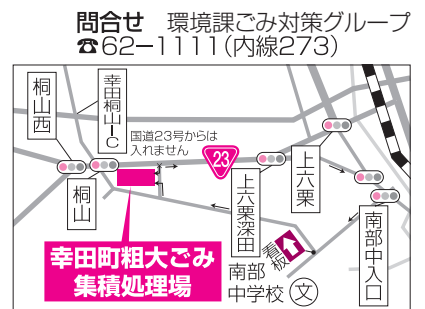 問合せ 環境課ごみ対策グループ
☎62－1111（内線273）
桐山西
幸田桐山IC
国道23号からは
入れません
23
上六栗
桐山
上六栗深田
南部中入口
看板
幸田町粗大ごみ
集積処理場
南部
中学校
文